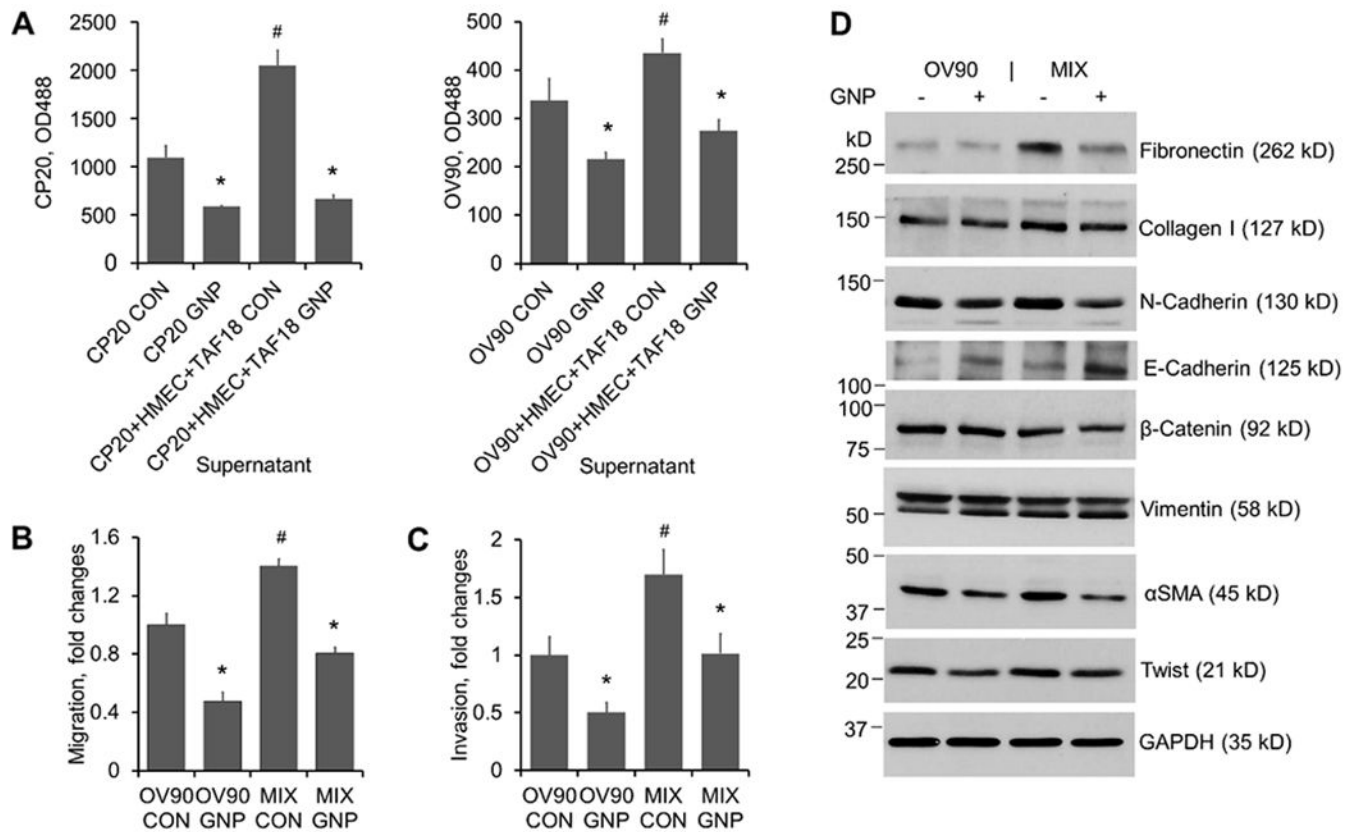 A
CP20, OD488
2500
2000
1500
1000
500
0
*
#
*
CP20 CON
CP20 GNP
CP20+HMEC+TAF18 CON
CP20+HMEC+TAF18 GNP
Supernatant
OV90, OD488
500
400
300
200
100
0
*
#
*
OV90 CON
OV90 GNP
OV90+HMEC+TAF18 CON
OV90+HMEC+TAF18 GNP
Supernatant
B
Migration, fold changes
1.6
1.2
0.8
0.4
0
*
#
*
OV90 OV90 MIX MIX
CON GNP CON GNP
C
Invasion, fold changes
2
1.5
1
0.5
0
*
#
*
OV90 OV90 MIX MIX
CON GNP CON GNP
D
OV90 | MIX
GNP - + - +
kD
250
Fibronectin (262 kD)
150
Collagen I (127 kD)
150
N-Cadherin (130 kD)
E-Cadherin (125 kD)
100
100
β-Catenin (92 kD)
75
Vimentin (58 kD)
50
50
αSMA (45 kD)
37
25
Twist (21 kD)
20
37
GAPDH (35 kD)